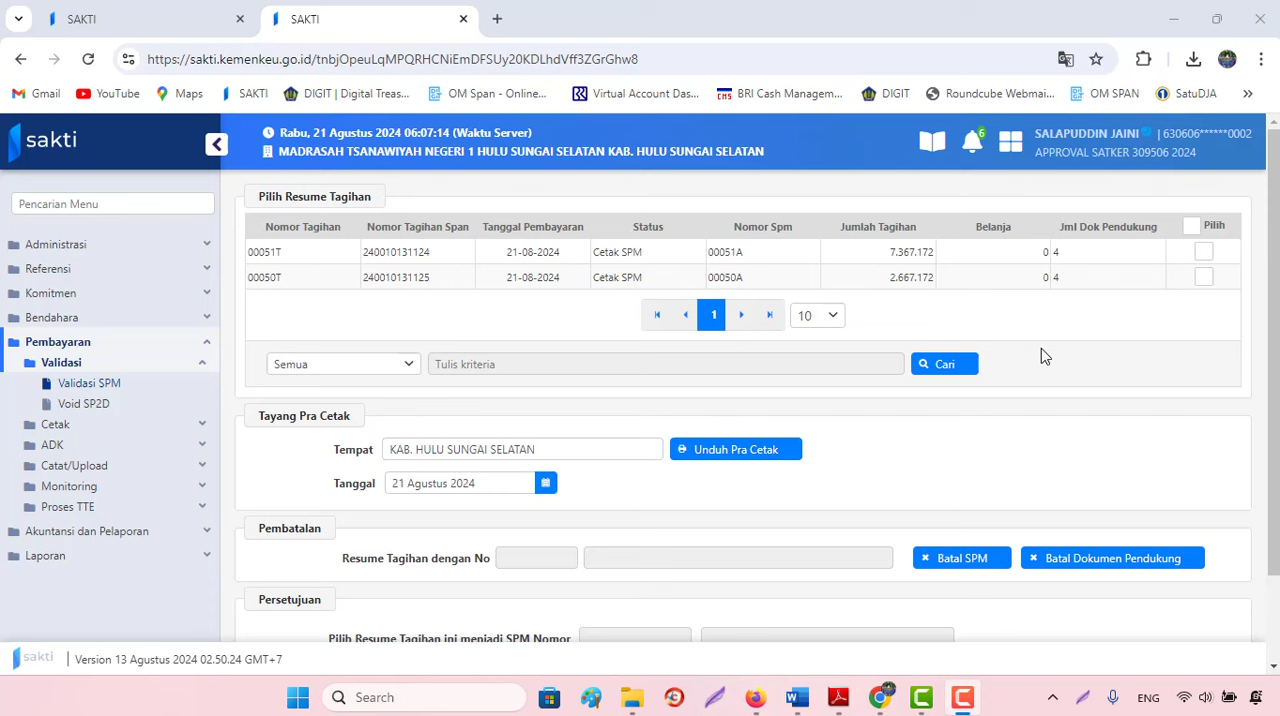 SAKTI
SAKTI
https://sakti.kemenkeu.go.id/tnbjOpeuLqMPQRHCNiEmDFSUy20KDLhdVff3ZGrGhw8
Gmail YouTube Maps SAKTI DIGIT | Digital Treas... OM Span - Onlin... Virtual Account Das... CMS BRI Cash Managem... DIGIT Roundcube Webmai... OM SPAN SatuDJA »
sakti
Rabu, 21 Agustus 2024 06:07:14 (Waktu Server)
MADRASAH TSANAWIYAH NEGERI 1 HULU SUNGAI SELATAN KAB. HULU SUNGAI SELATAN
6
SALAPUDDIN JAINI | 630606******0002
APPROVAL SATKER 309506 2024
Pencarian Menu
Administrasi
Referensi
Komitmen
Bendahara
Pembayaran
Validasi
Validasi SPM
Void SP2D
Cetak
ADK
Catat/Upload
Monitoring
Proses TTE
Akuntansi dan Pelaporan
Laporan
Pilih Resume Tagihan
Nomor Tagihan Nomor Tagihan Span Tanggal Pembayaran Status Nomor Spm Jumlah Tagihan Belanja Jml Dok Pendukung Pilih
00051T 240010131124 21-08-2024 Cetak SPM 00051A 7.367.172 0 4
00050T 240010131125 21-08-2024 Cetak SPM 00050A 2.667.172 0 4
1 10
Semua Tulis kriteria Cari
Tayang Pra Cetak
Tempat KAB. HULU SUNGAI SELATAN Unduh Pra Cetak
Tanggal 21 Agustus 2024
Pembatalan
Resume Tagihan dengan No Batal SPM Batal Dokumen Pendukung
Persetujuan
Pilih Resume Tagihan ini menjadi SPM Nomor
sakti | Version 13 Agustus 2024 02.50.24 GMT+7
Search
ENG